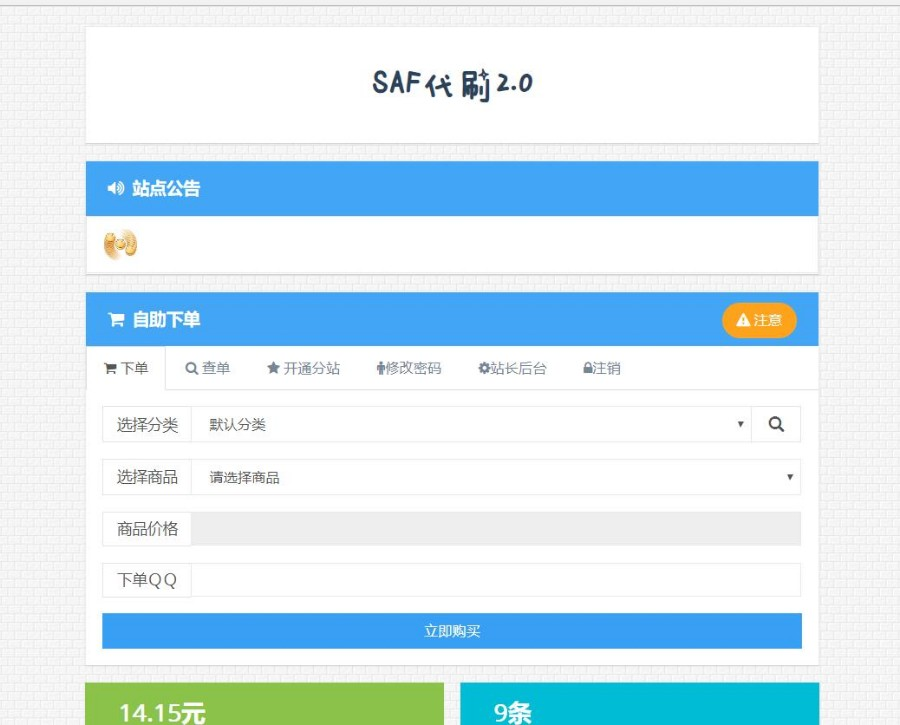 SAF代刷2.0
站点公告
自助下单
注意
下单 查单 开通分站 修改密码 站长后台 注销
选择分类 默认分类
选择商品 请选择商品
商品价格
下单QQ
立即购买
14.15元 9条